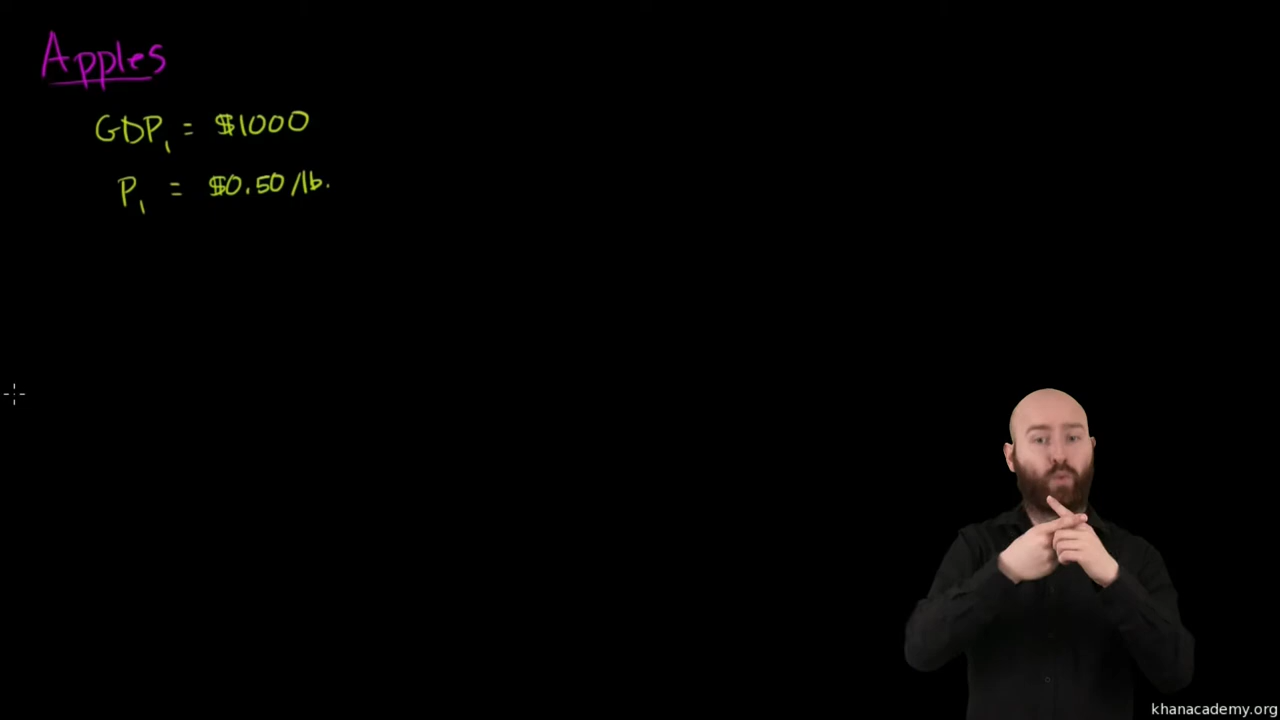 Apples
GDP₁ = $1000
P₁ = $0.50/lb.
khanacademy.org